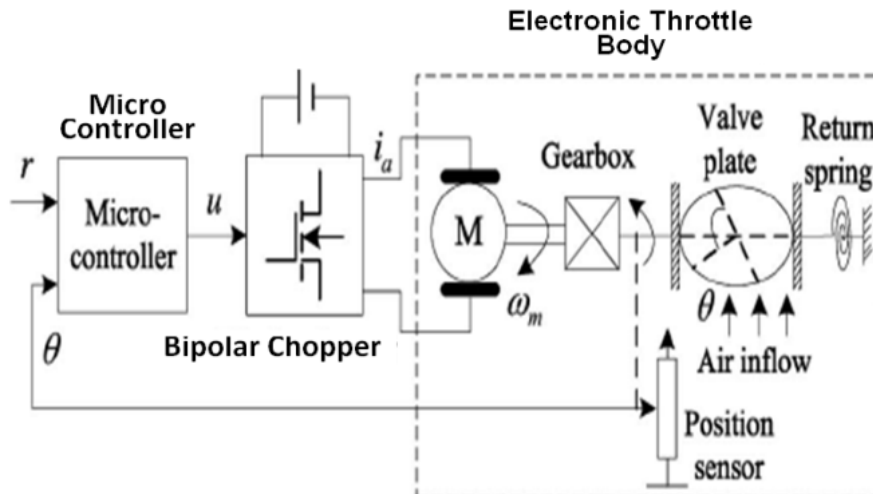 Electronic Throttle
Body
Micro
Controller
r
Micro-
controller
u
θ
Bipolar Chopper
i_a
M
ω_m
Gearbox
Valve
plate
Return
spring
θ
Air inflow
Position
sensor